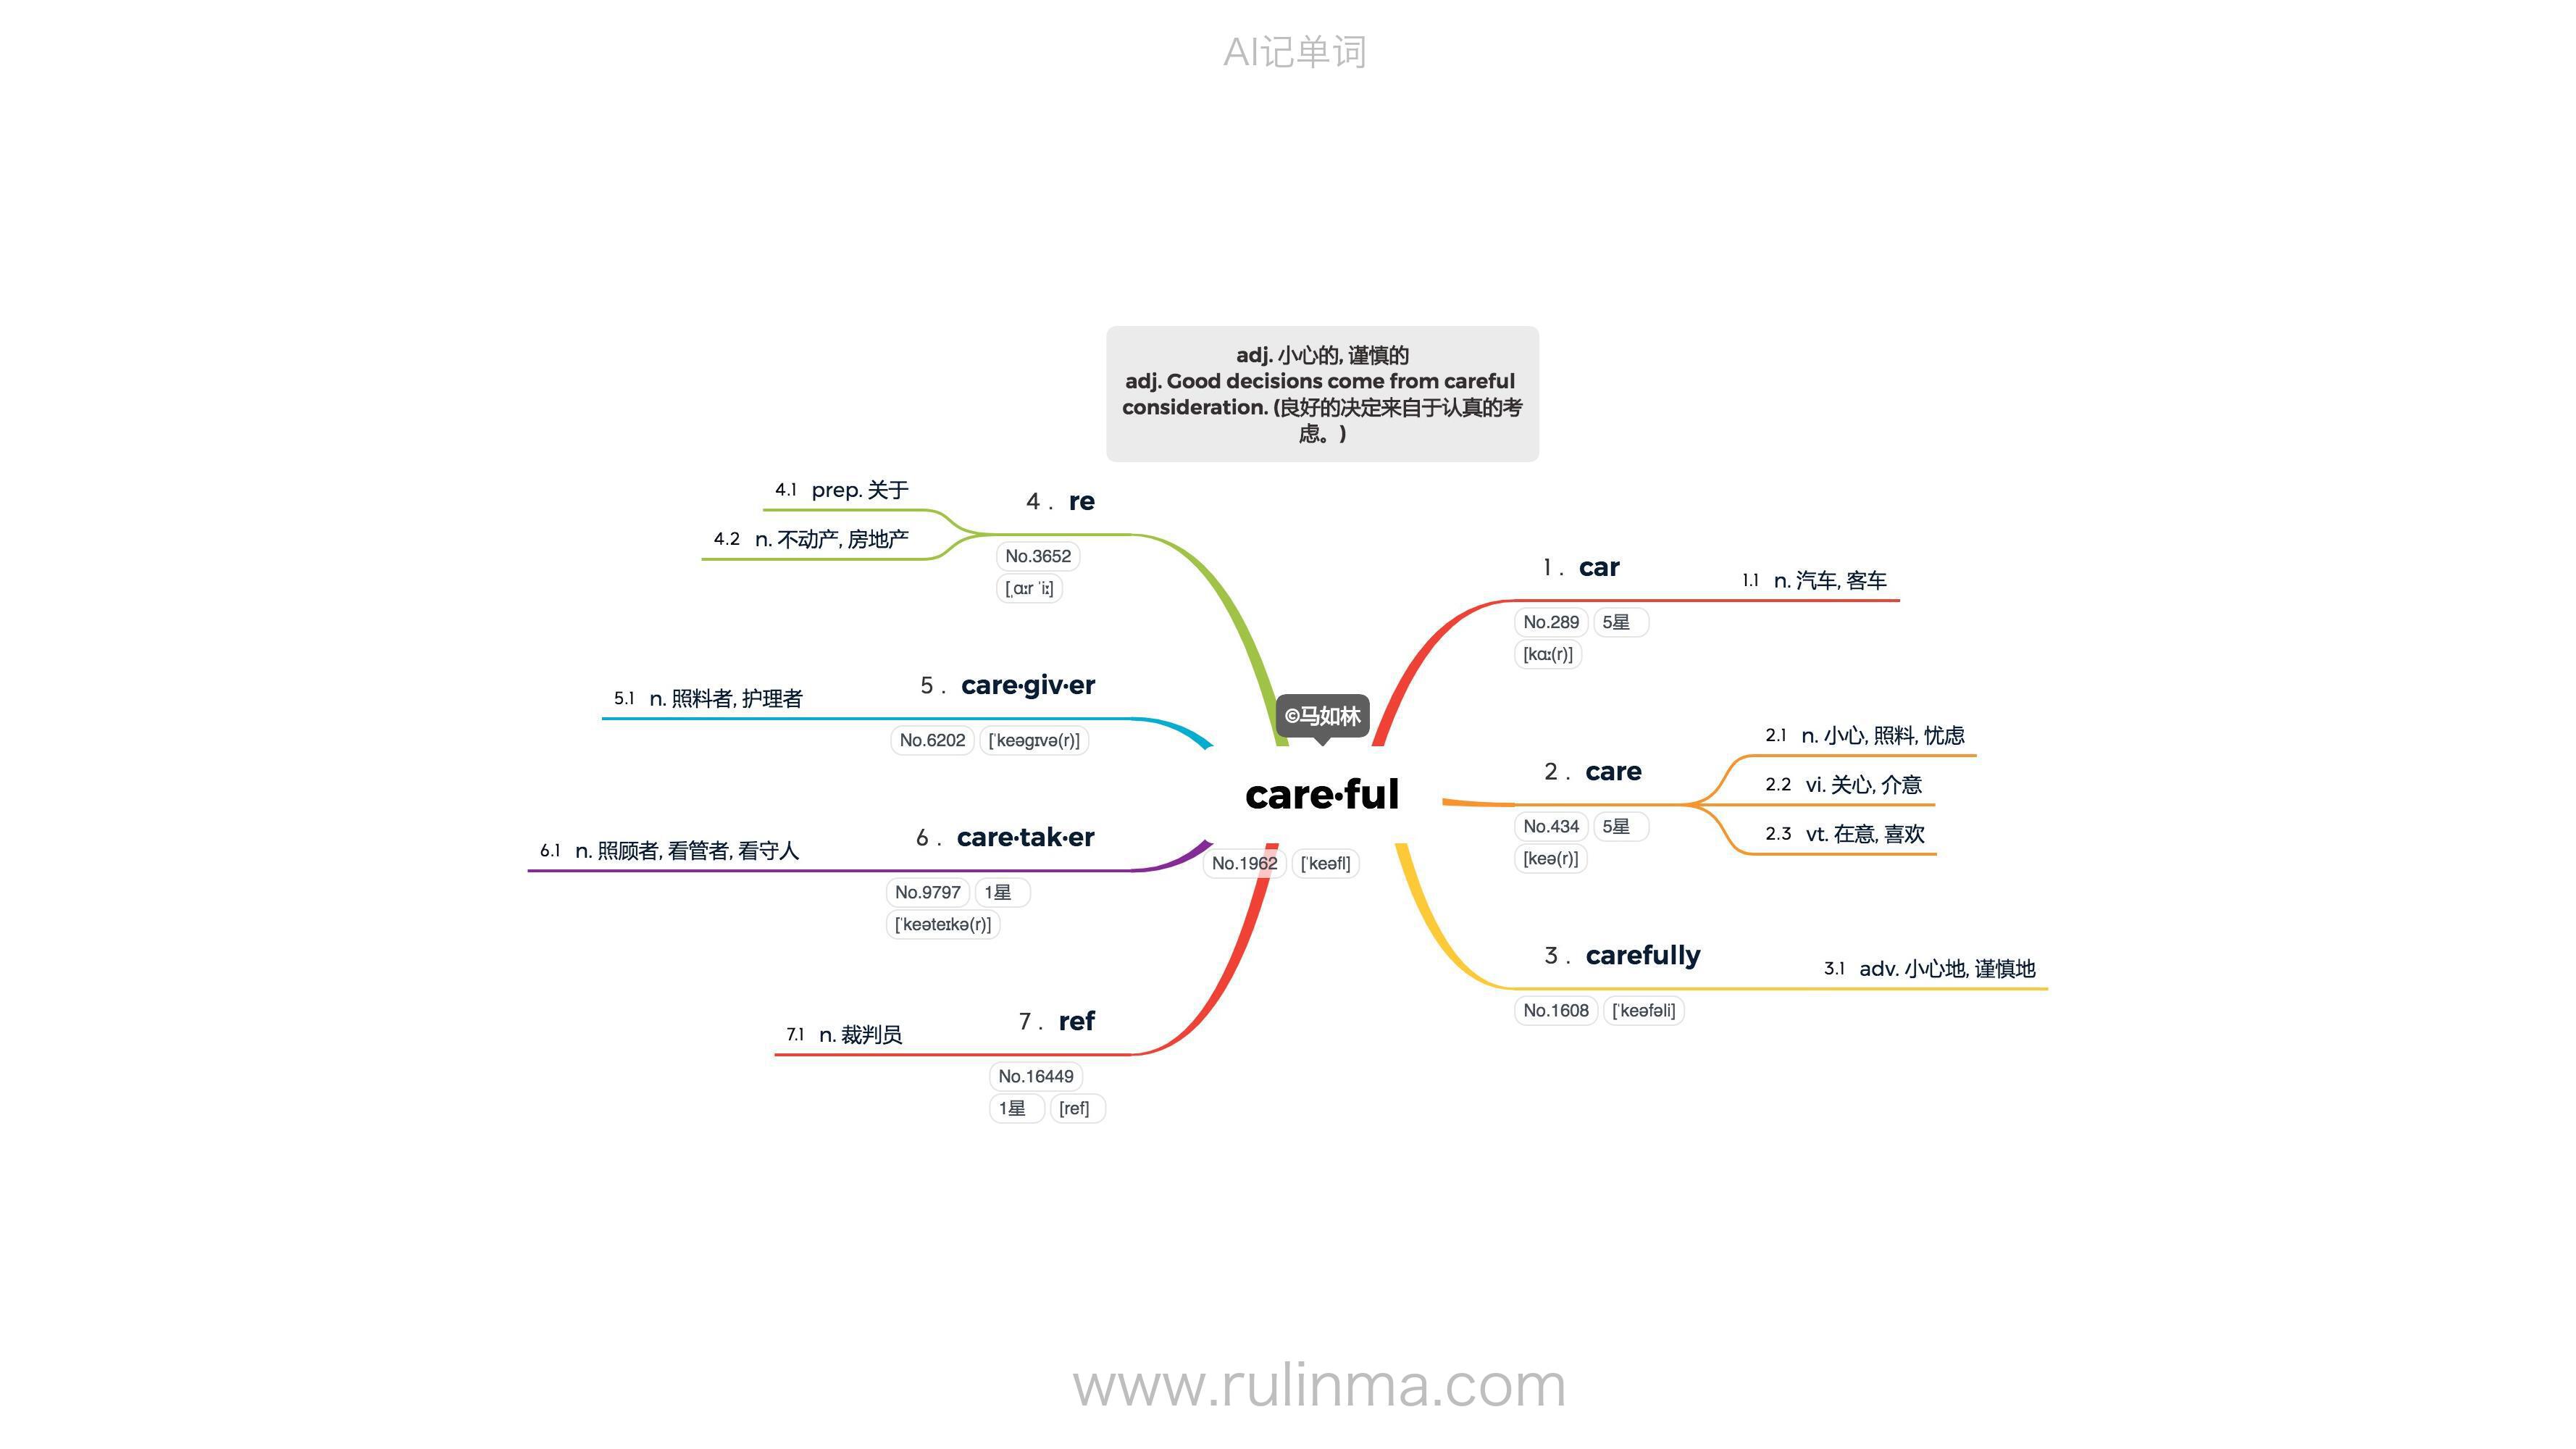 AI记单词
adj. 小心的, 谨慎的
adj. Good decisions come from careful
consideration. (良好的决定来自于认真的考
虑。)
©马如林
care·ful
No.1962 [ˈkeəfl]
1 . car
No.289 5星
[kɑː(r)]
1.1 n. 汽车, 客车
2 . care
No.434 5星
[keə(r)]
2.1 n. 小心, 照料, 忧虑
2.2 vi. 关心, 介意
2.3 vt. 在意, 喜欢
3 . carefully
No.1608 [ˈkeəfəli]
3.1 adv. 小心地, 谨慎地
4 . re
No.3652
[ˌɑːr ˈiː]
4.1 prep. 关于
4.2 n. 不动产, 房地产
5 . care·giv·er
No.6202 [ˈkeəɡɪvə(r)]
5.1 n. 照料者, 护理者
6 . care·tak·er
No.9797 1星
[ˈkeəteɪkə(r)]
6.1 n. 照顾者, 看管者, 看守人
7 . ref
No.16449
1星 [ref]
7.1 n. 裁判员
www.rulinma.com